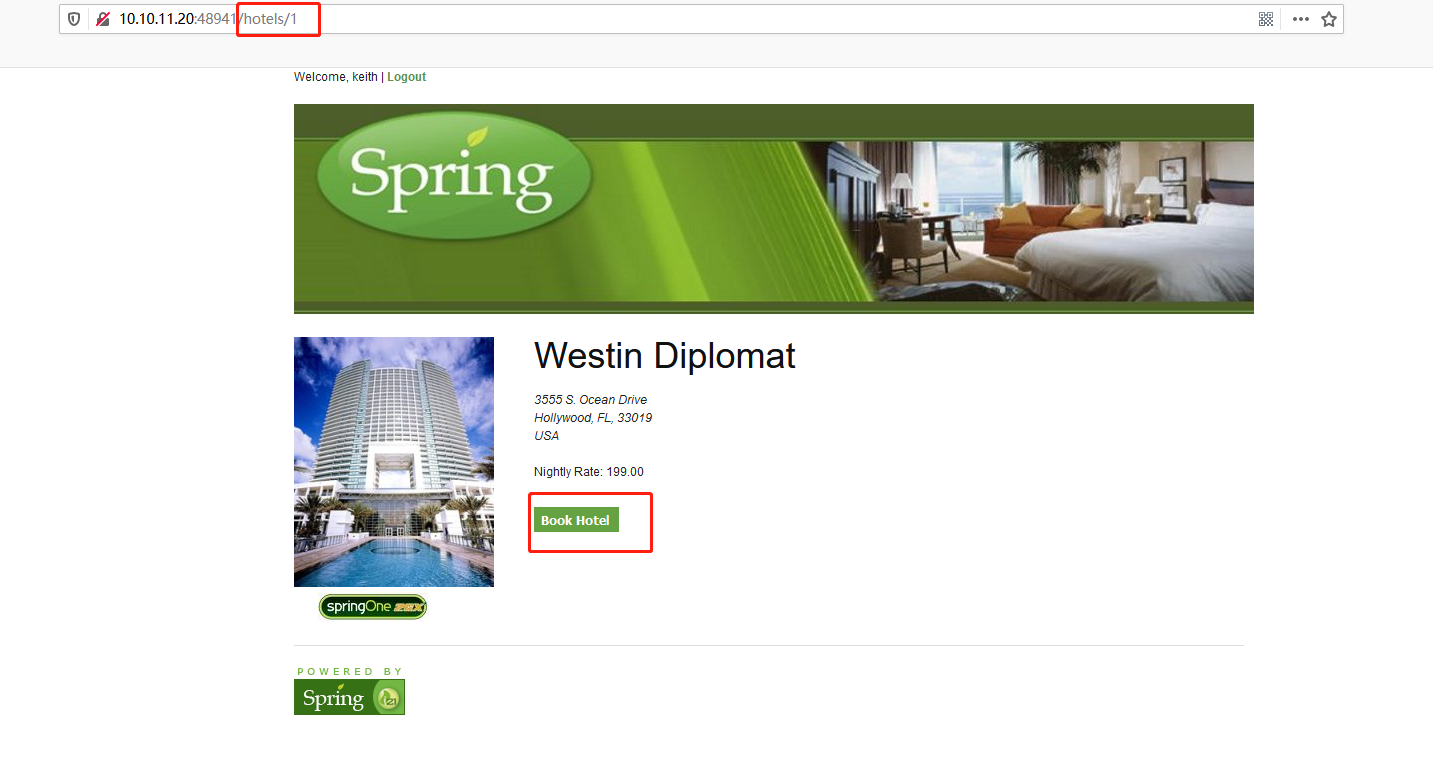 10.10.11.20:48941/hotels/1
Welcome, keith | Logout
Spring
Westin Diplomat
3555 S. Ocean Drive
Hollywood, FL, 33019
USA
Nightly Rate: 199.00
Book Hotel
springOne 2GX
POWERED BY
Spring